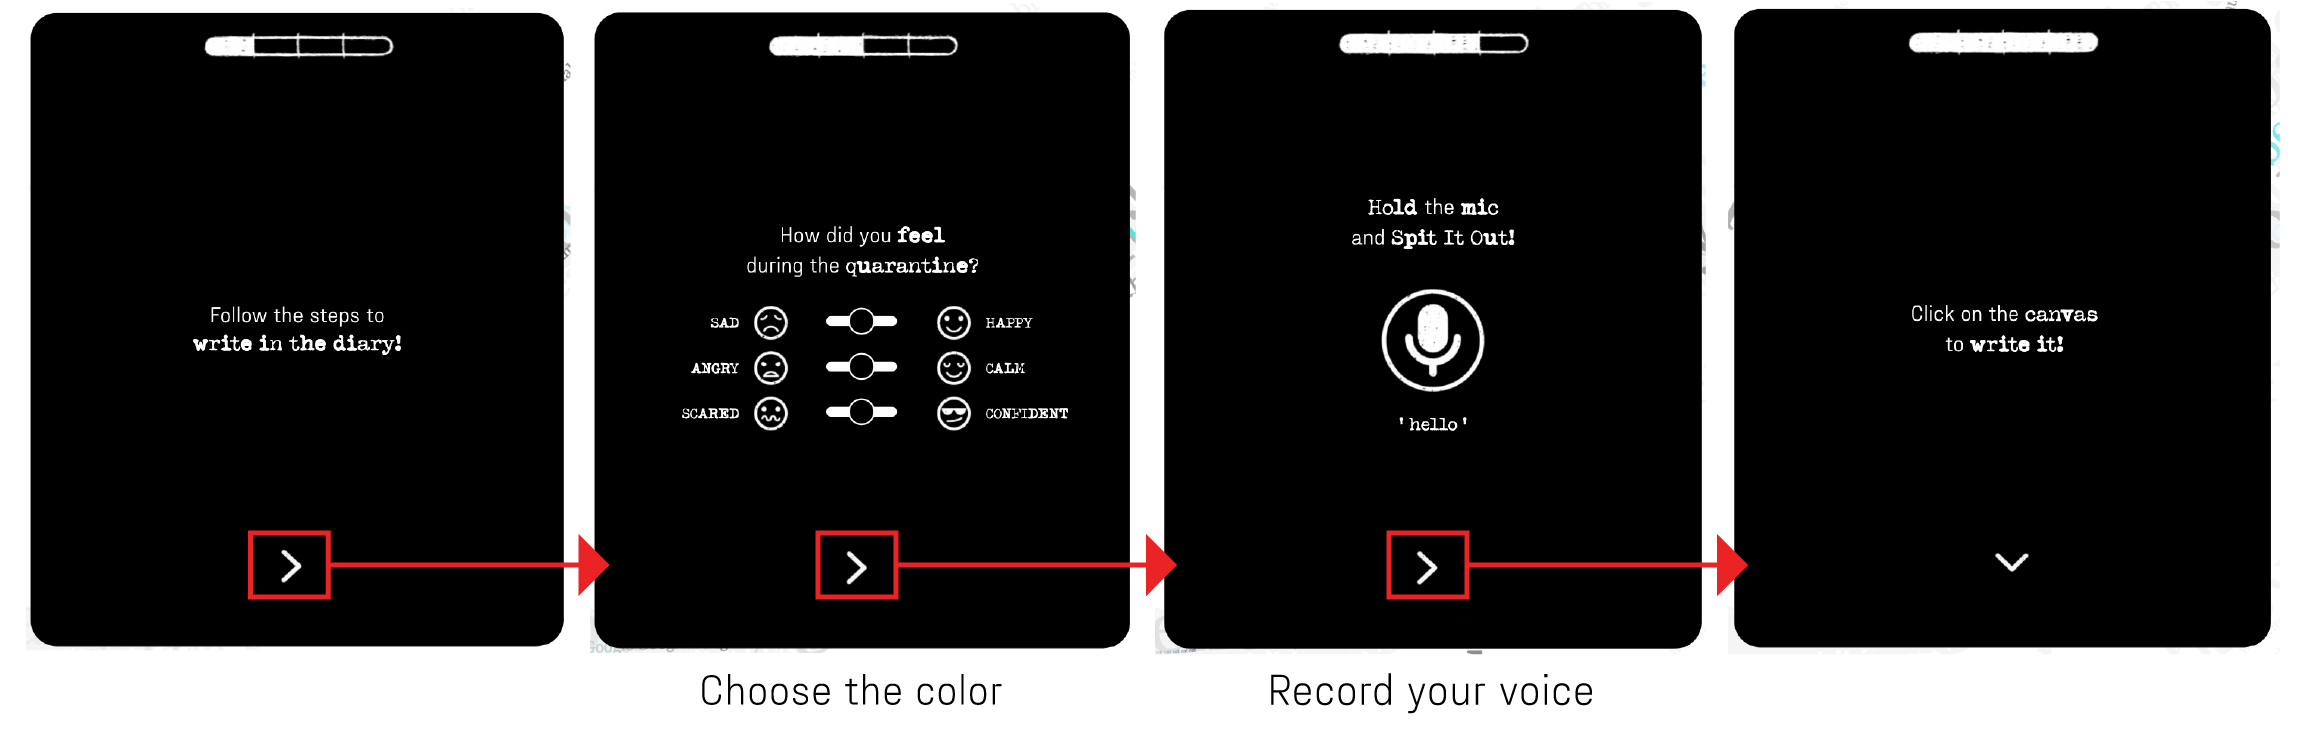 Follow the steps to
write in the diary!
How did you feel
during the quarantine?
SAD HAPPY
ANGRY CALM
SCARED CONFIDENT
Hold the mic
and Spit It Out!
'hello'
Click on the canvas
to write it!
Choose the color
Record your voice